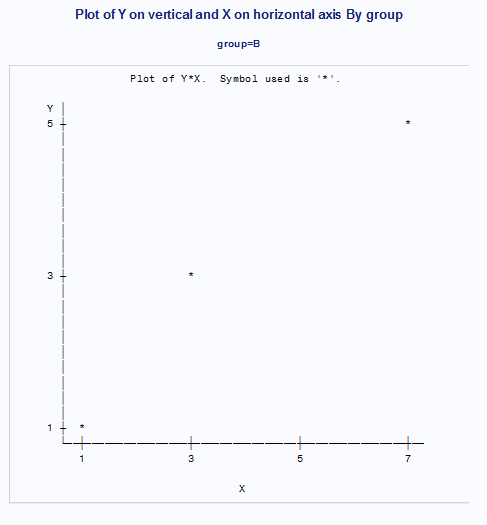 Plot of Y on vertical and X on horizontal axis By group
group=B
Plot of Y*X.  Symbol used is '*'.
Y
5
*
3
*
1
*
1 3 5 7
X